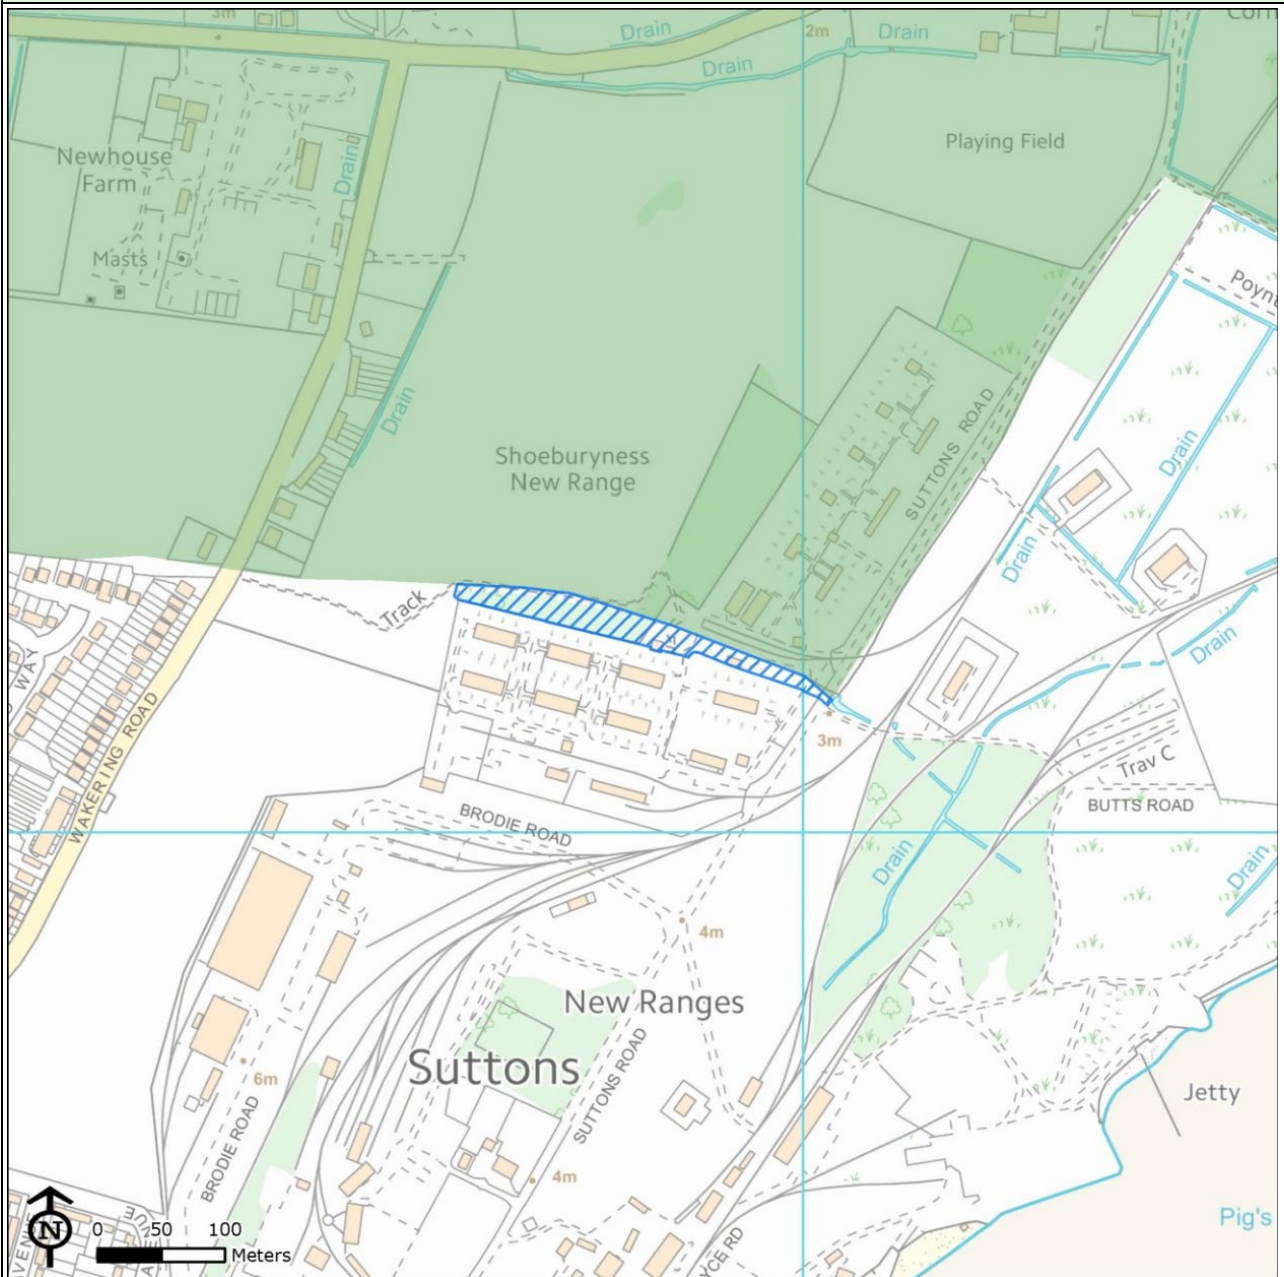 3m
Drain
2m
Drain
Drain
Newhouse
Farm
Drain
Playing Field
Masts
Drain
Shoeburyness
New Range
SUTTONS ROAD
Drain
Drain
Track
WAY
WAKERING ROAD
Drain
3m
Trav C
BUTTS ROAD
BRODIE ROAD
Drain
Drain
4m
New Ranges
Suttons
SUTTONS ROAD
6m
Jetty
BRODIE ROAD
4m
Pig's
N
0 50 100
Meters